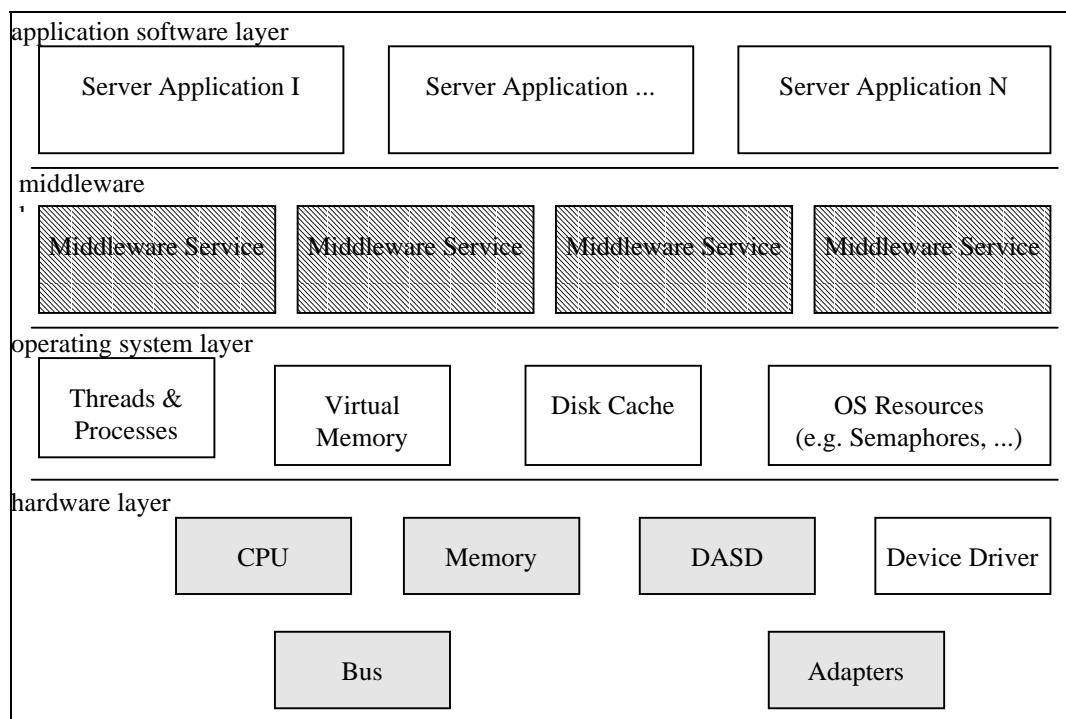 application software layer
Server Application I
Server Application ...
Server Application N
middleware
Middleware Service
Middleware Service
Middleware Service
Middleware Service
operating system layer
Threads &
Processes
Virtual
Memory
Disk Cache
OS Resources
(e.g. Semaphores, ...)
hardware layer
CPU
Memory
DASD
Device Driver
Bus
Adapters